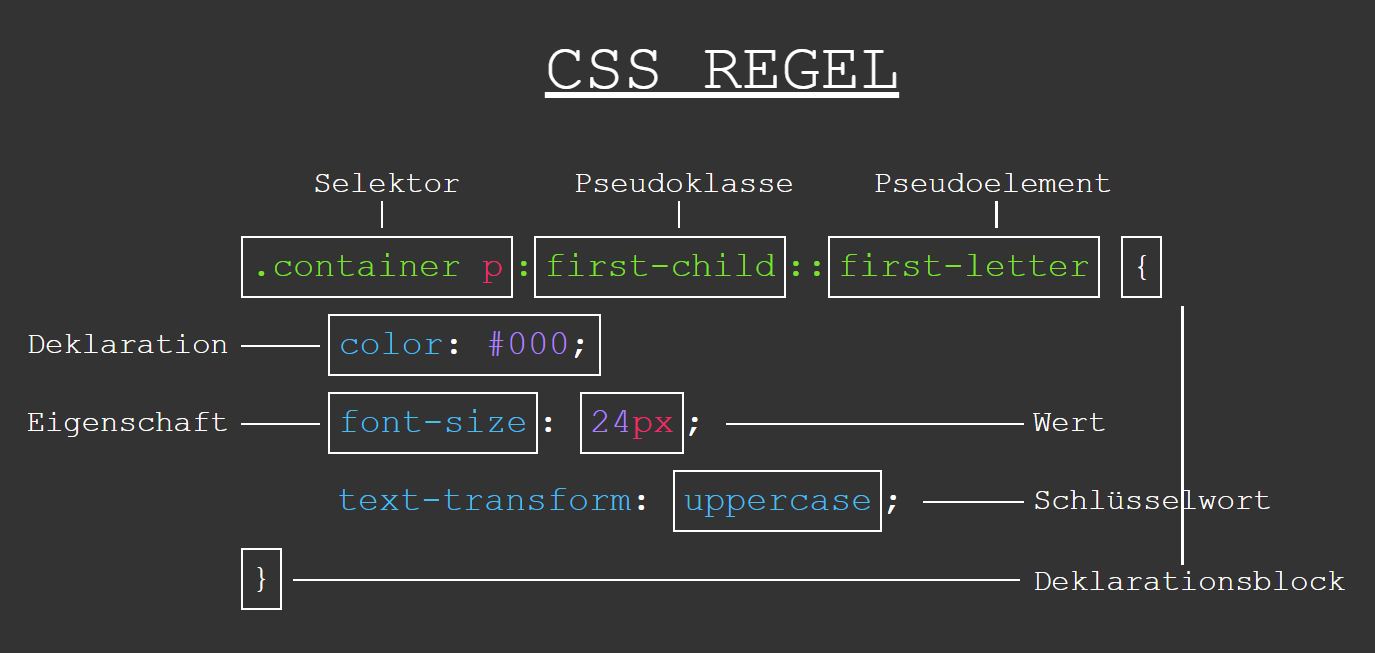 CSS REGEL
Selektor Pseudoklasse Pseudoelement
.container p:first-child::first-letter {
Deklaration color: #000;
Eigenschaft font-size: 24px; Wert
text-transform: uppercase; Schlüsselwort
} Deklarationsblock